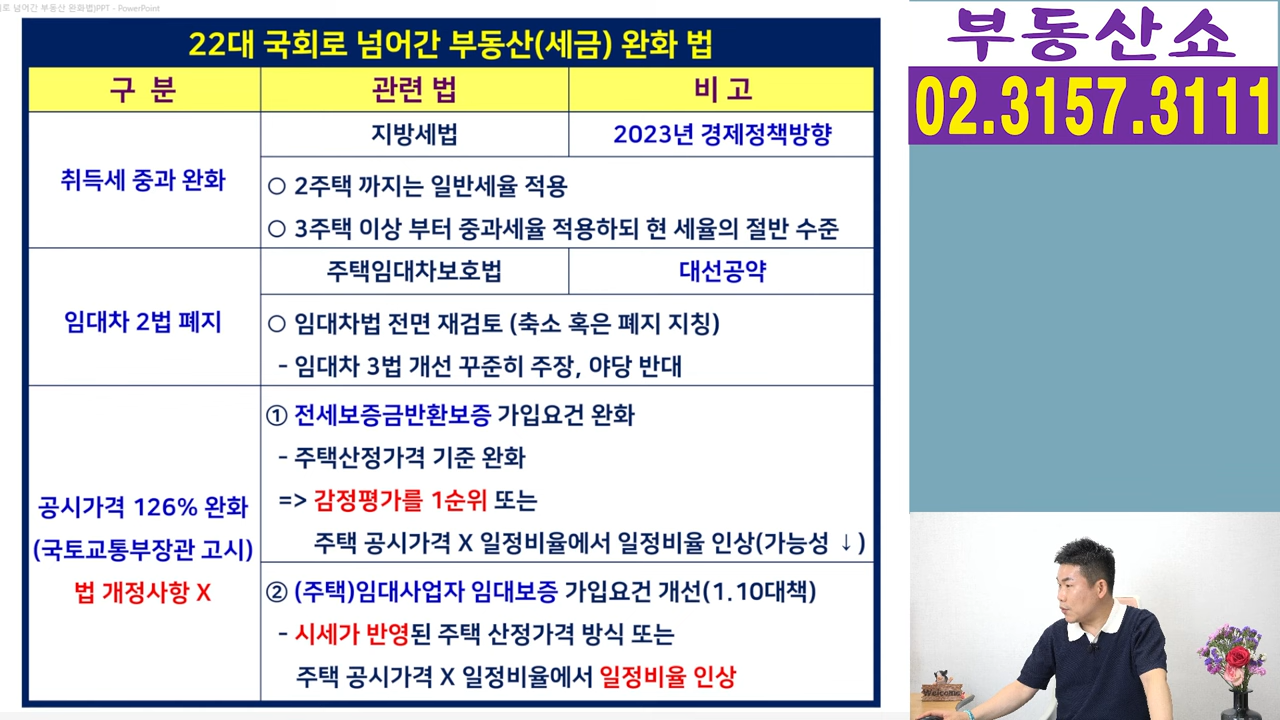 로 넘어간 부동산 완화법)PPT - PowerPoint
22대 국회로 넘어간 부동산(세금) 완화 법
구 분
관련 법
비 고
취득세 중과 완화
지방세법
2023년 경제정책방향
○ 2주택 까지는 일반세율 적용
○ 3주택 이상 부터 중과세율 적용하되 현 세율의 절반 수준
임대차 2법 폐지
주택임대차보호법
대선공약
○ 임대차법 전면 재검토 (축소 혹은 폐지 지칭)
- 임대차 3법 개선 꾸준히 주장, 야당 반대
공시가격 126% 완화
(국토교통부장관 고시)
법 개정사항 X
① 전세보증금반환보증 가입요건 완화
- 주택산정가격 기준 완화
=> 감정평가를 1순위 또는
주택 공시가격 X 일정비율에서 일정비율 인상(가능성 ↓)
② (주택)임대사업자 임대보증 가입요건 개선(1.10대책)
- 시세가 반영된 주택 산정가격 방식 또는
주택 공시가격 X 일정비율에서 일정비율 인상
부동산쇼
02.3157.3111
Welcome